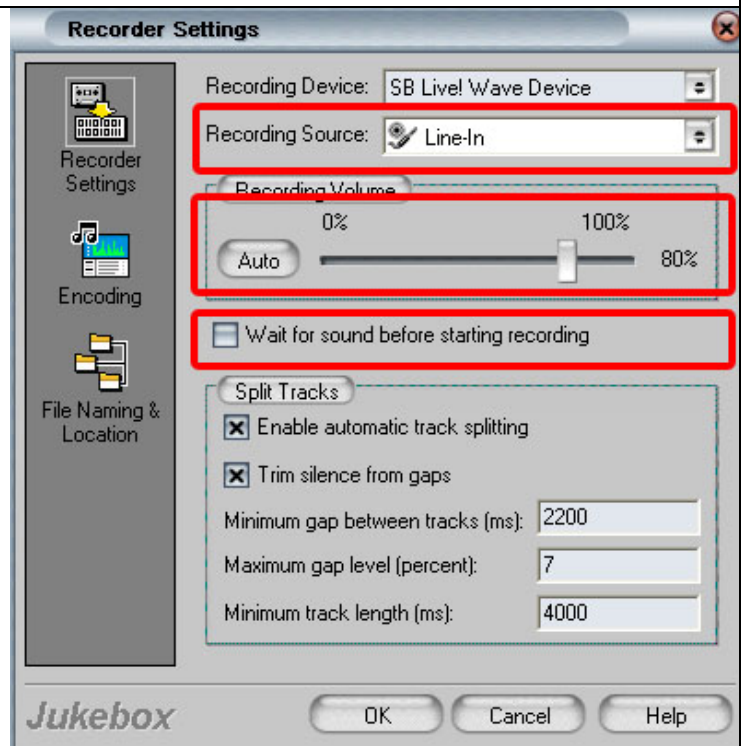 Recorder Settings
Recorder
Settings
Encoding
File Naming &
Location
Recording Device: SB Live! Wave Device
Recording Source: Line-In
Recording Volume
0% 100%
Auto 80%
Wait for sound before starting recording
Split Tracks
Enable automatic track splitting
Trim silence from gaps
Minimum gap between tracks (ms): 2200
Maximum gap level (percent): 7
Minimum track length (ms): 4000
Jukebox OK Cancel Help